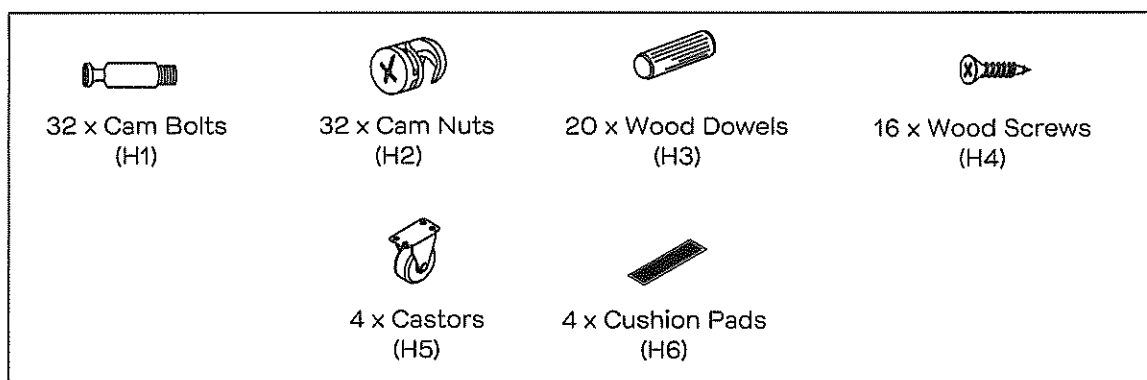 32 x Cam Bolts
(H1)
32 x Cam Nuts
(H2)
20 x Wood Dowels
(H3)
16 x Wood Screws
(H4)
4 x Castors
(H5)
4 x Cushion Pads
(H6)